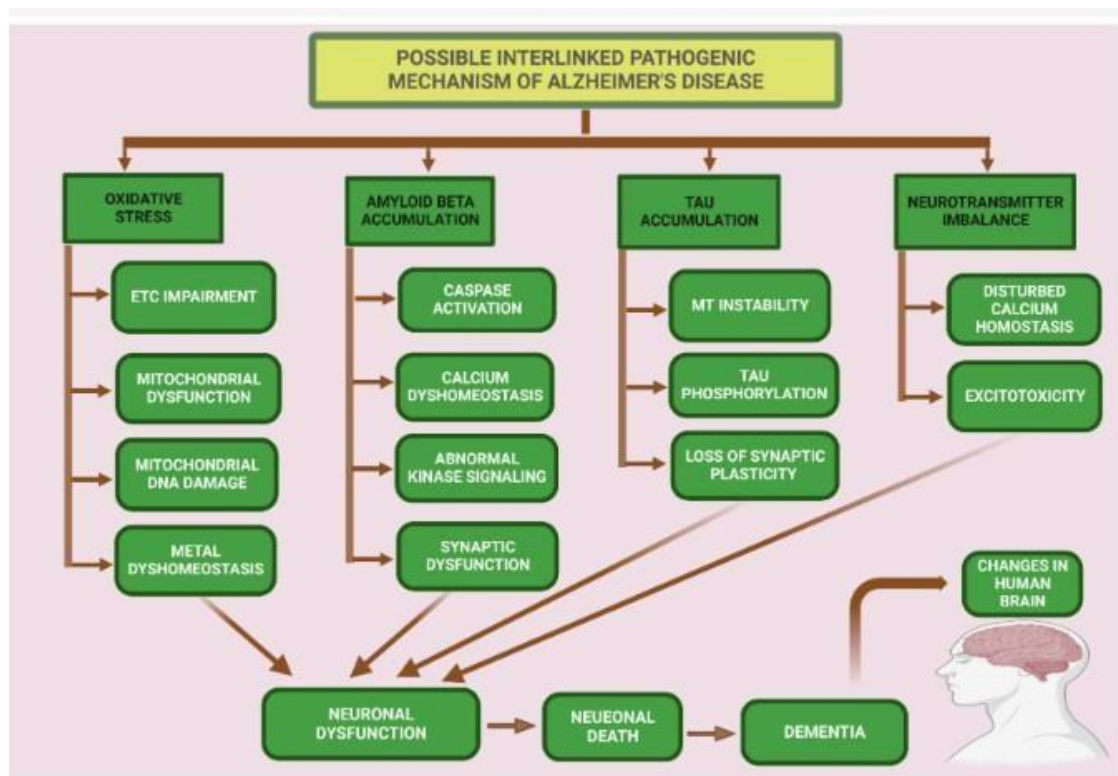 POSSIBLE INTERLINKED PATHOGENIC
MECHANISM OF ALZHEIMER'S DISEASE
OXIDATIVE
STRESS
ETC IMPAIRMENT
MITOCHONDRIAL
DYSFUNCTION
MITOCHONDRIAL
DNA DAMAGE
METAL
DYSHOMEOSTASIS
AMYLOID BETA
ACCUMULATION
CASPASE
ACTIVATION
CALCIUM
DYSHOMEOSTASIS
ABNORMAL
KINASE SIGNALING
SYNAPTIC
DYSFUNCTION
TAU
ACCUMULATION
MT INSTABILITY
TAU
PHOSPHORYLATION
LOSS OF SYNAPTIC
PLASTICITY
NEUROTRANSMITTER
IMBALANCE
DISTURBED
CALCIUM
HOMOSTASIS
EXCITOTOXICITY
NEURONAL
DYSFUNCTION
NEUEONAL
DEATH
DEMENTIA
CHANGES IN
HUMAN
BRAIN